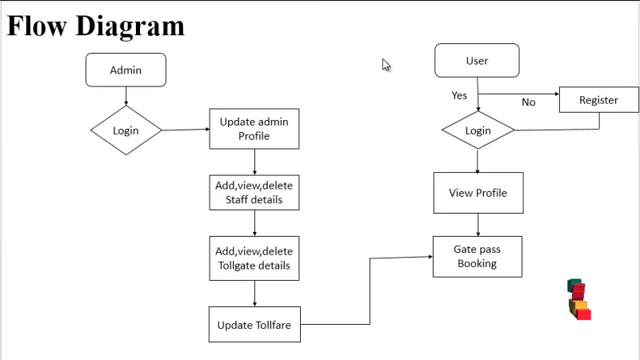 Flow Diagram
Admin
Login
Update admin
Profile
Add,view,delete
Staff details
Add,view,delete
Tollgate details
Update Tollfare
User
Yes
No
Register
Login
View Profile
Gate pass
Booking